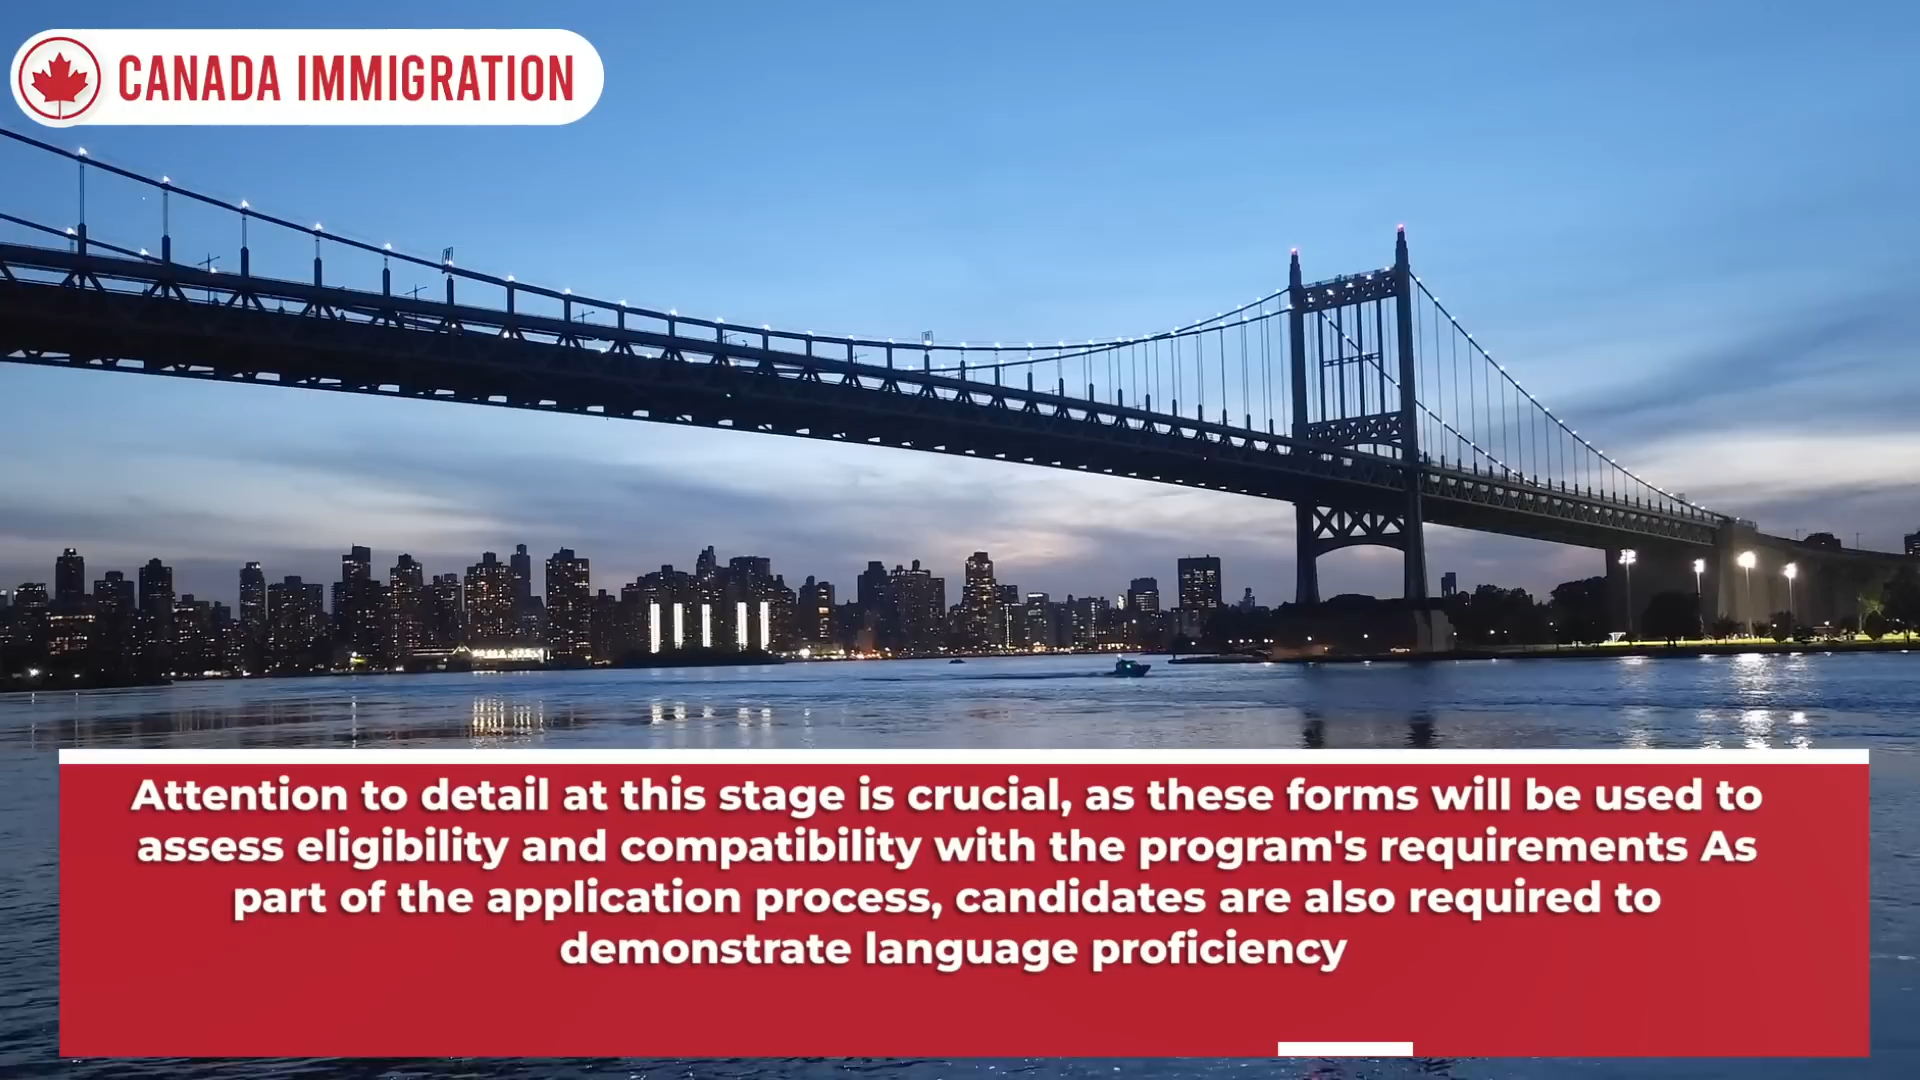 CANADA IMMIGRATION
Attention to detail at this stage is crucial, as these forms will be used to
assess eligibility and compatibility with the program's requirements As
part of the application process, candidates are also required to
demonstrate language proficiency